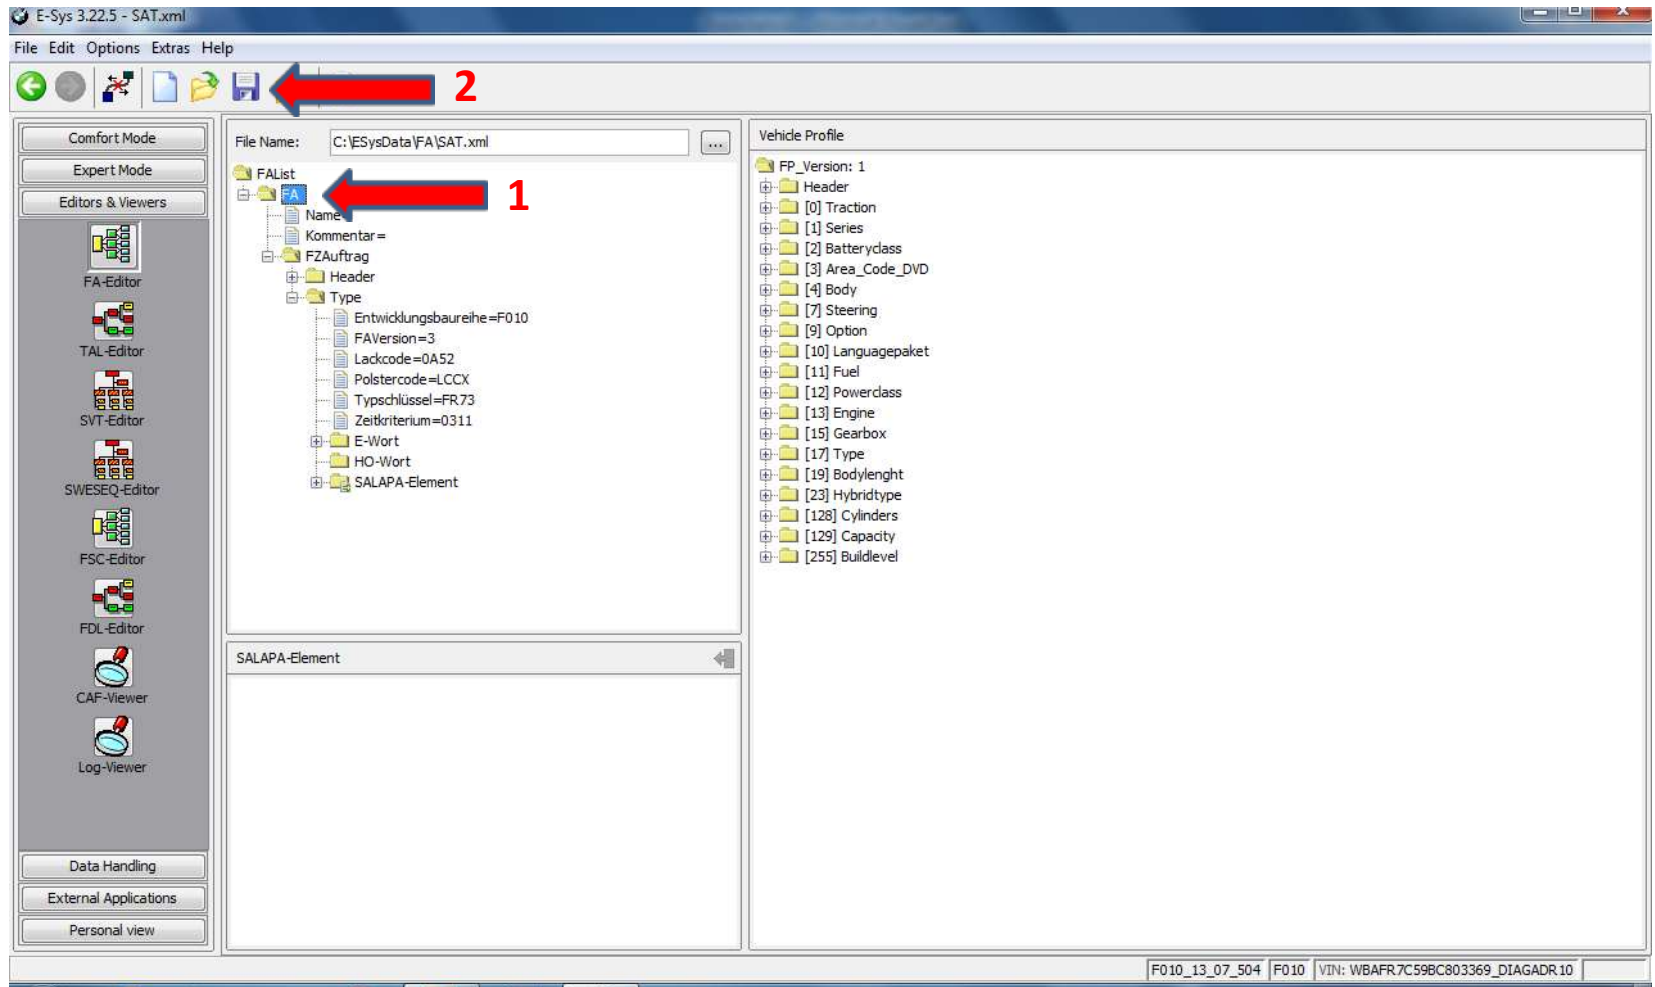 E-Sys 3.22.5 - SAT.xml
File Edit Options Extras Help
2
Comfort Mode
Expert Mode
Editors & Viewers
FA-Editor
TAL-Editor
SVT-Editor
SWESEQ-Editor
FSC-Editor
FDL-Editor
CAF-Viewer
Log-Viewer
Data Handling
External Applications
Personal view
File Name: C:\ESysData\FA\SAT.xml ...
FAList
FA
1
Name
Kommentar=
FZAuftrag
Header
Type
Entwicklungsbaureihe=F010
FAVersion=3
Lackcode=0A52
Polstercode=LCCX
Typschlüssel=FR73
Zeitkriterium=0311
E-Wort
HO-Wort
SALAPA-Element
SALAPA-Element
Vehicle Profile
FP_Version: 1
Header
[0] Traction
[1] Series
[2] Batteryclass
[3] Area_Code_DVD
[4] Body
[7] Steering
[9] Option
[10] Languagepaket
[11] Fuel
[12] Powerclass
[13] Engine
[15] Gearbox
[17] Type
[19] Bodylenght
[23] Hybridtype
[128] Cylinders
[129] Capacity
[255] Buildlevel
F010_13_07_504 F010 VIN: WBAFR7C59BC803369_DIAGADR10